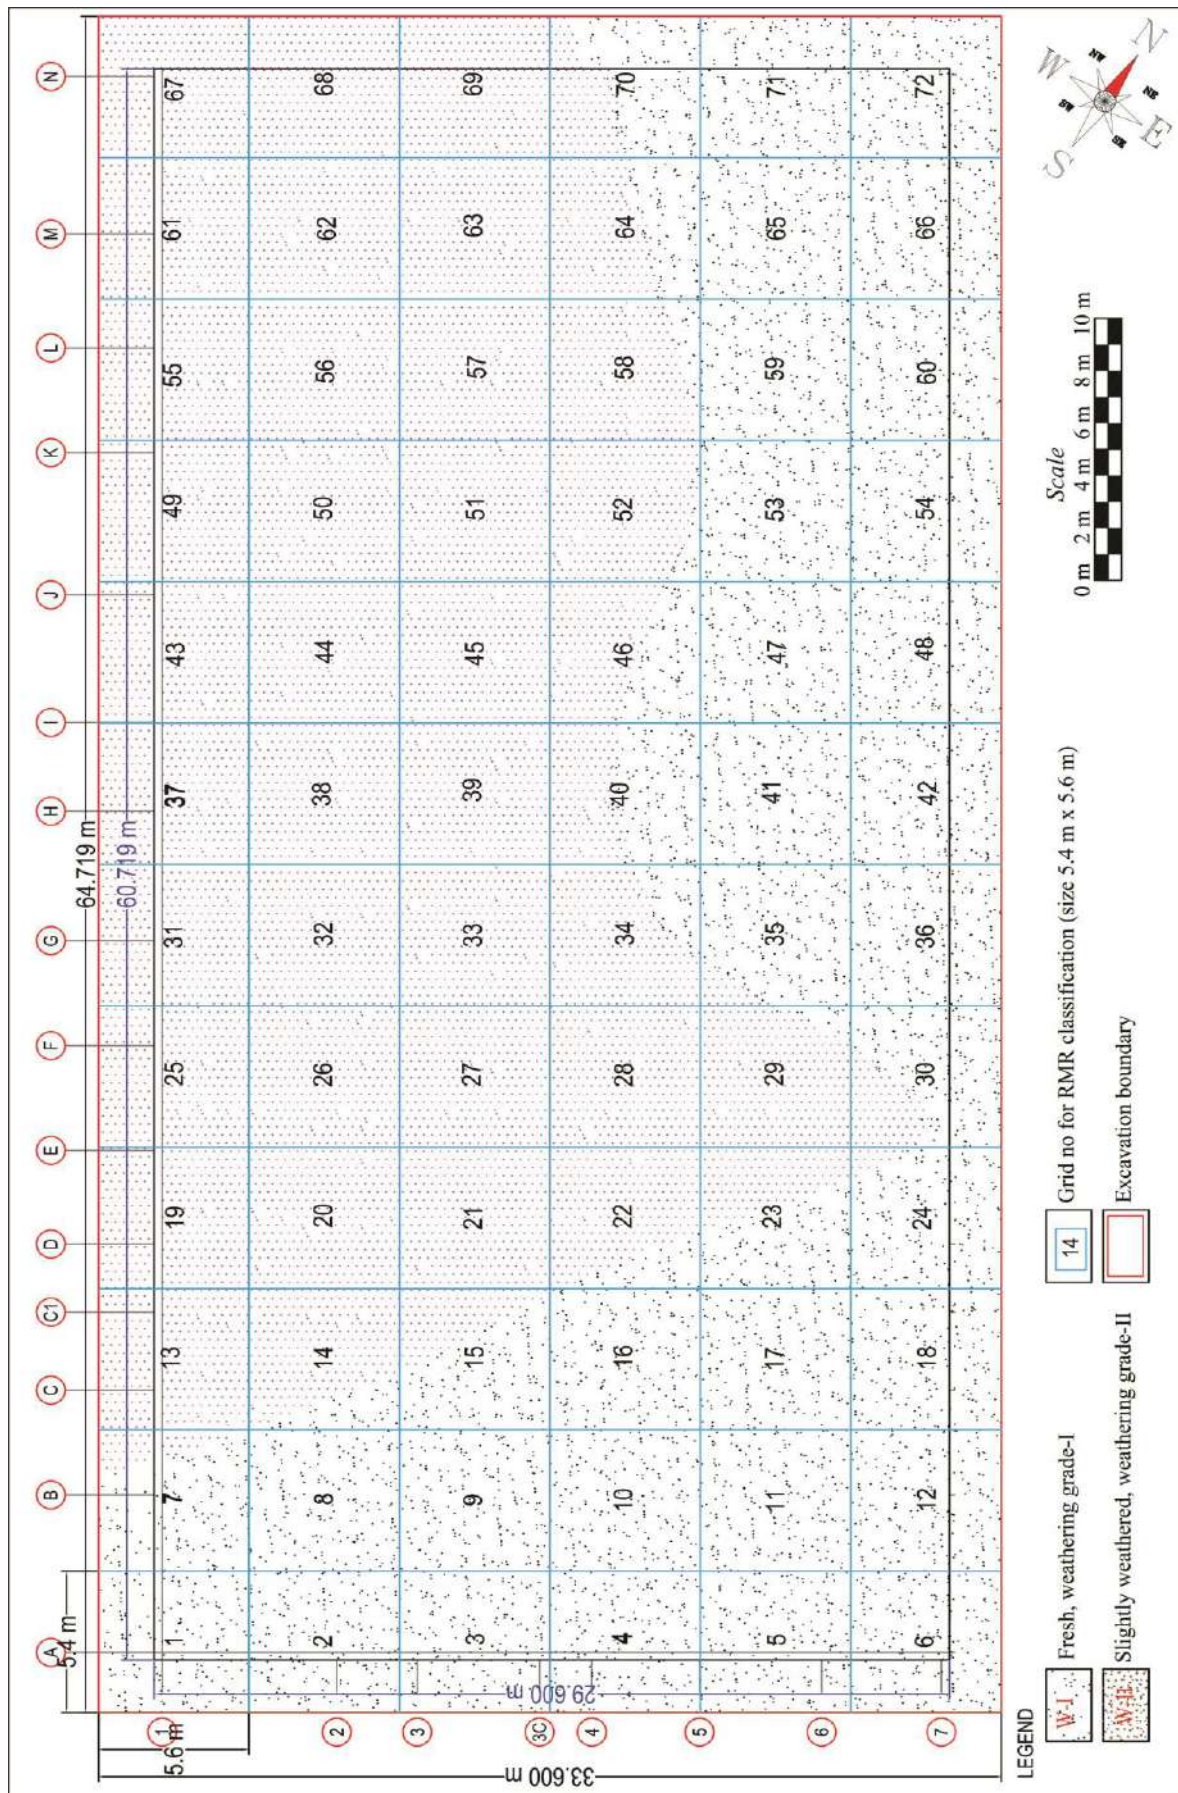 N
M
L
K
J
I
H
G
F
E
D
C1
C
B
A
64.719 m
60.719 m
5.4 m
67
68
69
70
71
72
61
62
63
64
65
66
55
56
57
58
59
60
49
50
51
52
53
54
43
44
45
46
47
48
37
38
39
40
41
42
31
32
33
34
35
36
25
26
27
28
29
30
19
20
21
22
23
24
13
14
15
16
17
18
7
8
9
10
11
12
1
2
3
4
5
6
29.600 m
1
2
3
3C
4
5
6
7
5.6 m
33.600 m
N
NE
E
SE
S
SW
W
NW
Scale
0 m 2 m 4 m 6 m 8 m 10 m
LEGEND
W-I Fresh, weathering grade-I
W-II Slightly weathered, weathering grade-II
14 Grid no for RMR classification (size 5.4 m x 5.6 m)
Excavation boundary